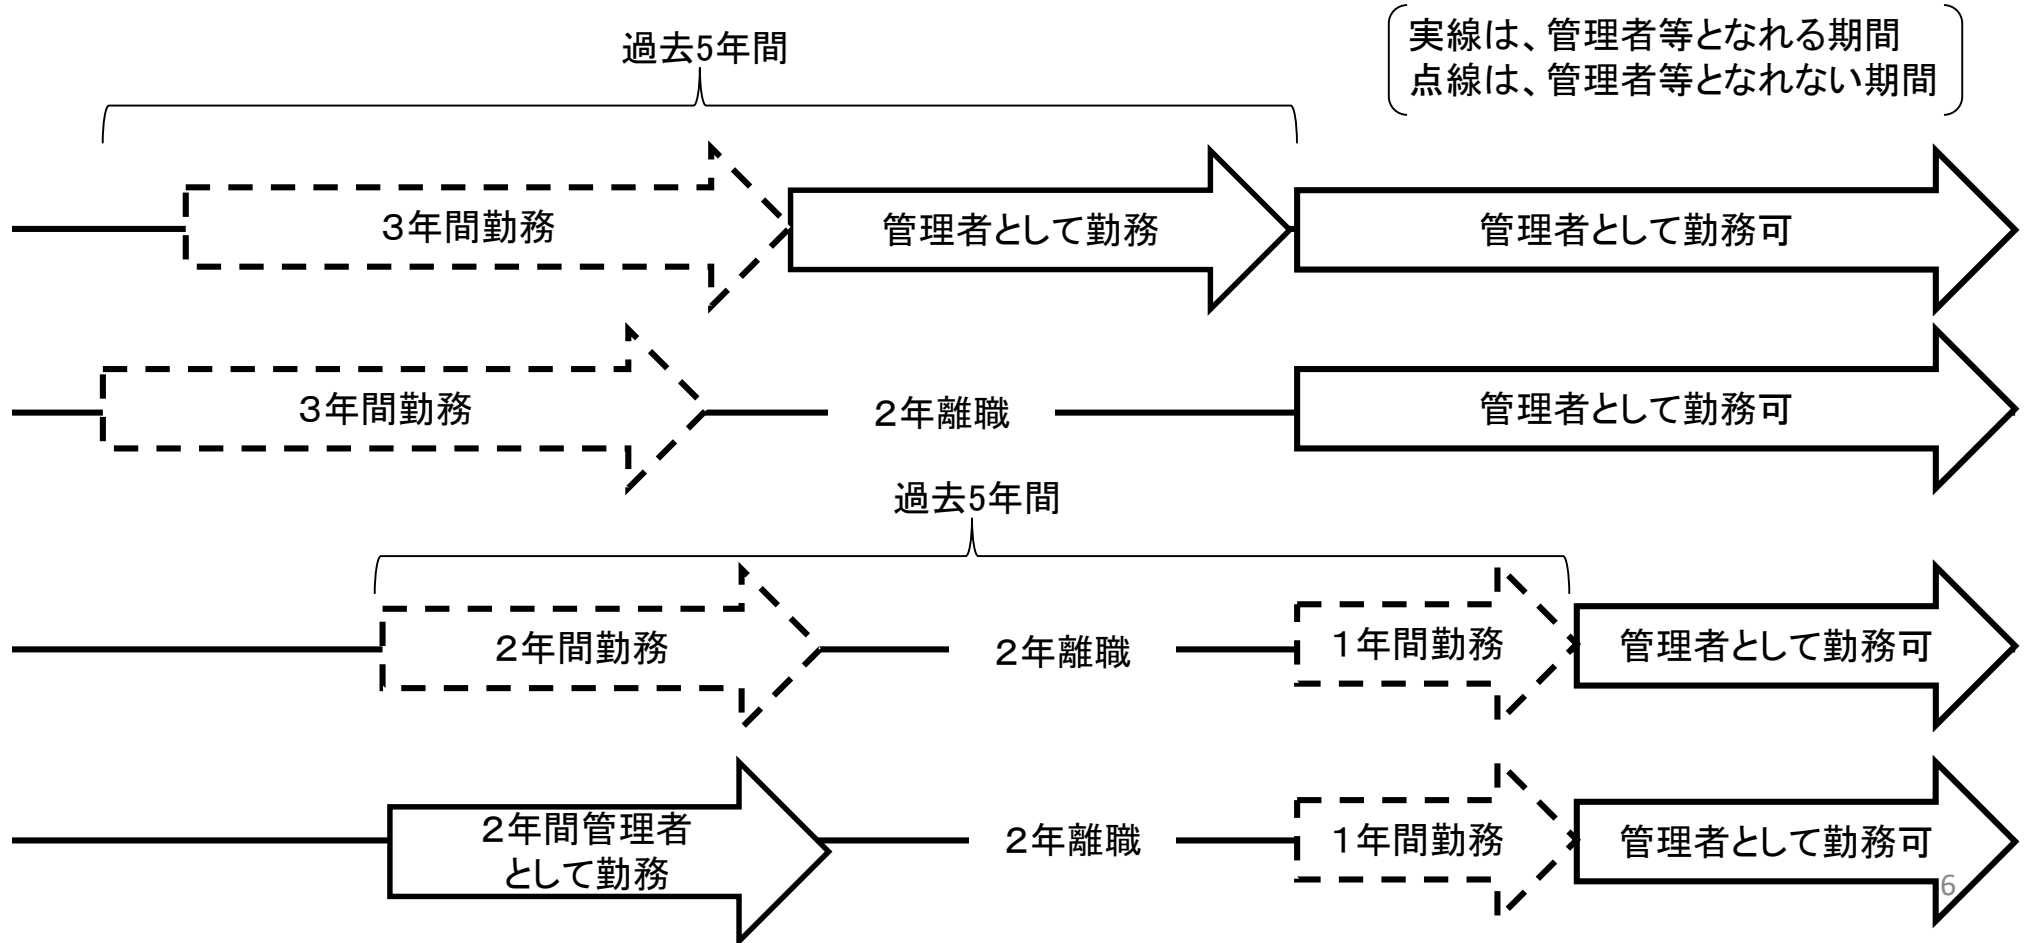 過去5年間
実線は、管理者等となれる期間
点線は、管理者等となれない期間
３年間勤務
管理者として勤務
管理者として勤務可
３年間勤務
２年離職
管理者として勤務可
過去5年間
２年間勤務
２年離職
１年間勤務
管理者として勤務可
２年間管理者
として勤務
２年離職
１年間勤務
管理者として勤務可
6